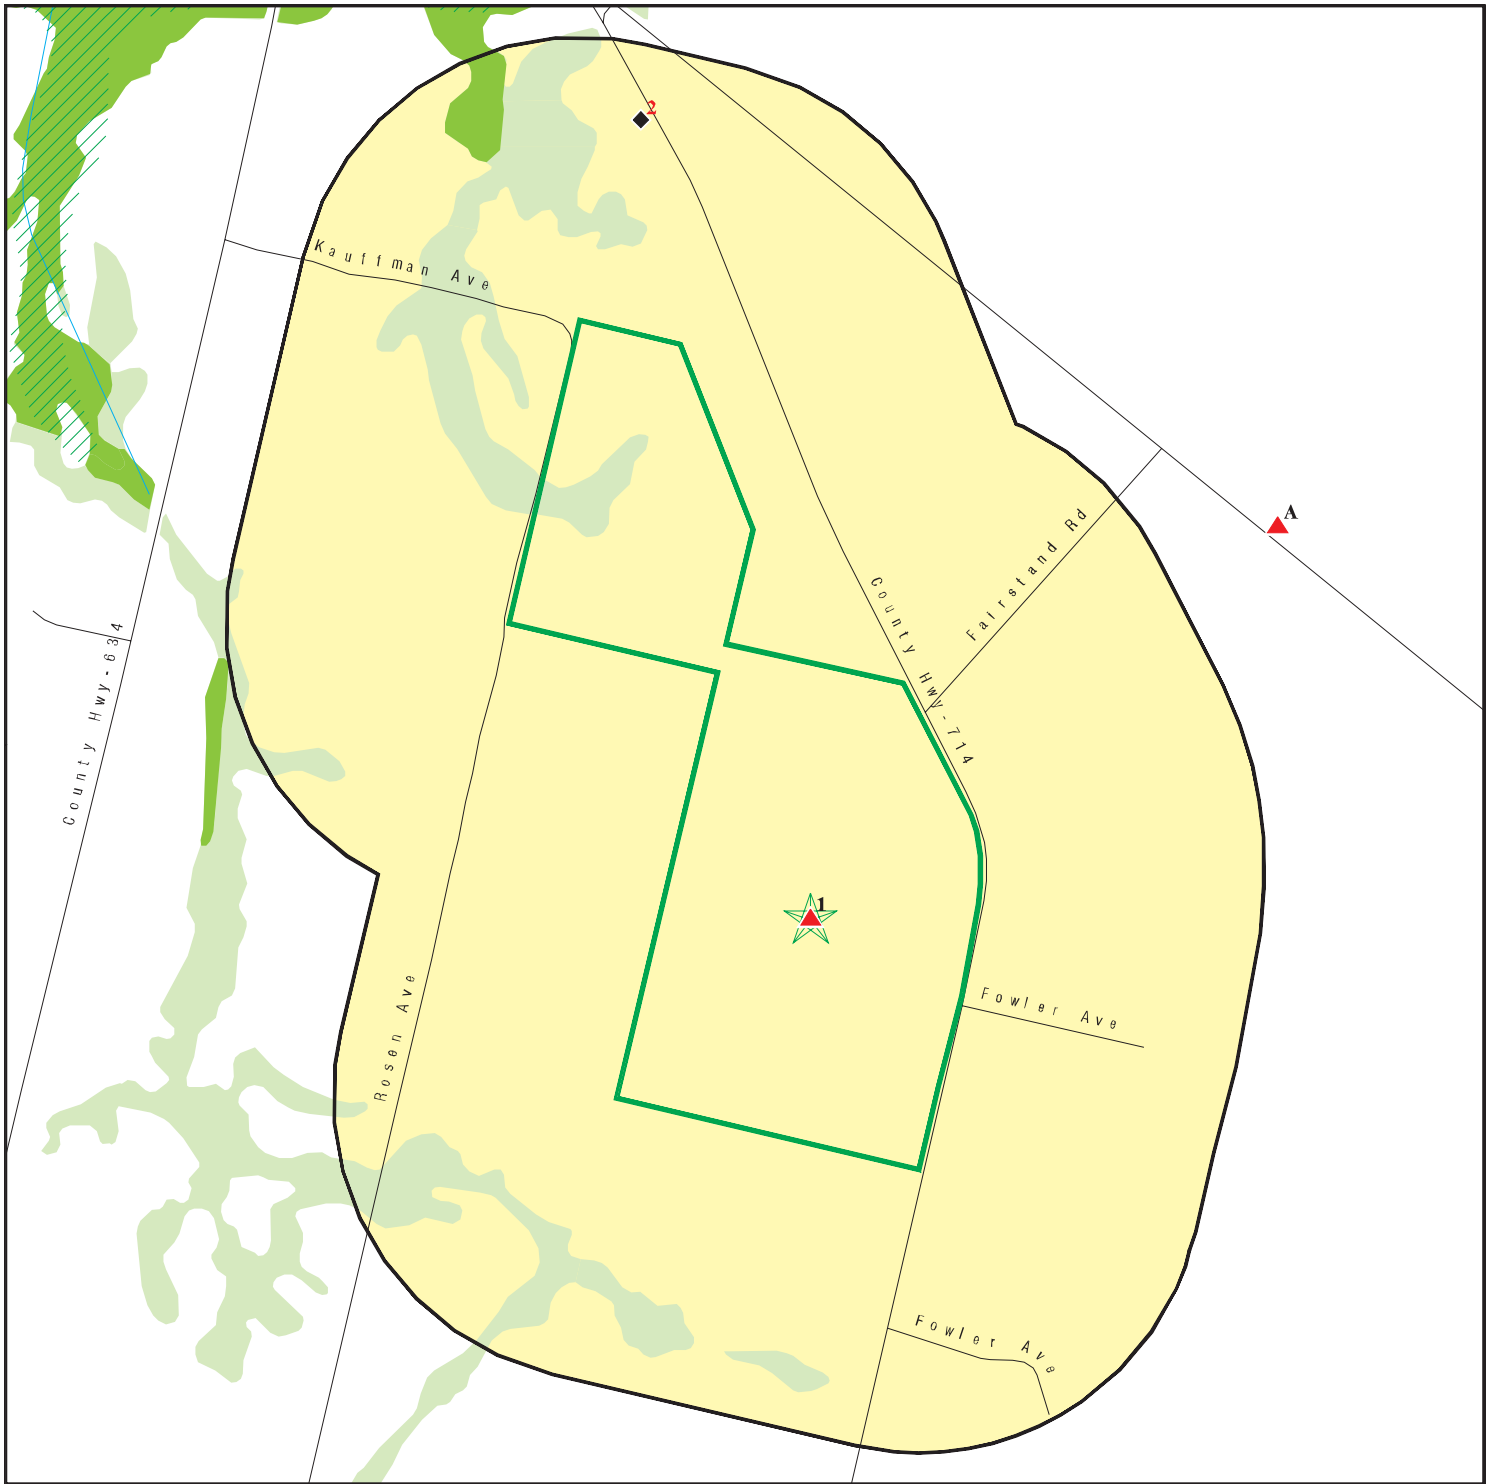 2
Kauffman Ave
A
Fairstand Rd
County Hwy-714
County Hwy-634
1
Rosen Ave
Fowler Ave
Fowler Ave